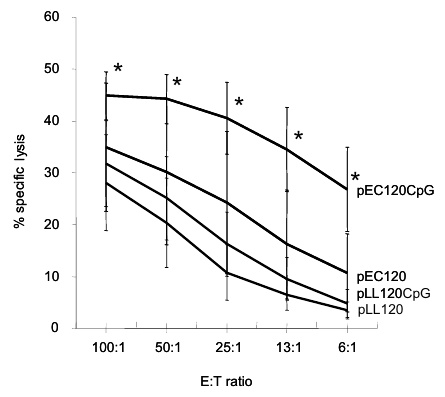 60
50
40
30
20
10
0
% specific lysis
*
*
*
*
*
pEC120CpG
pEC120
pLL120CpG
pLL120
100:1 50:1 25:1 13:1 6:1
E:T ratio